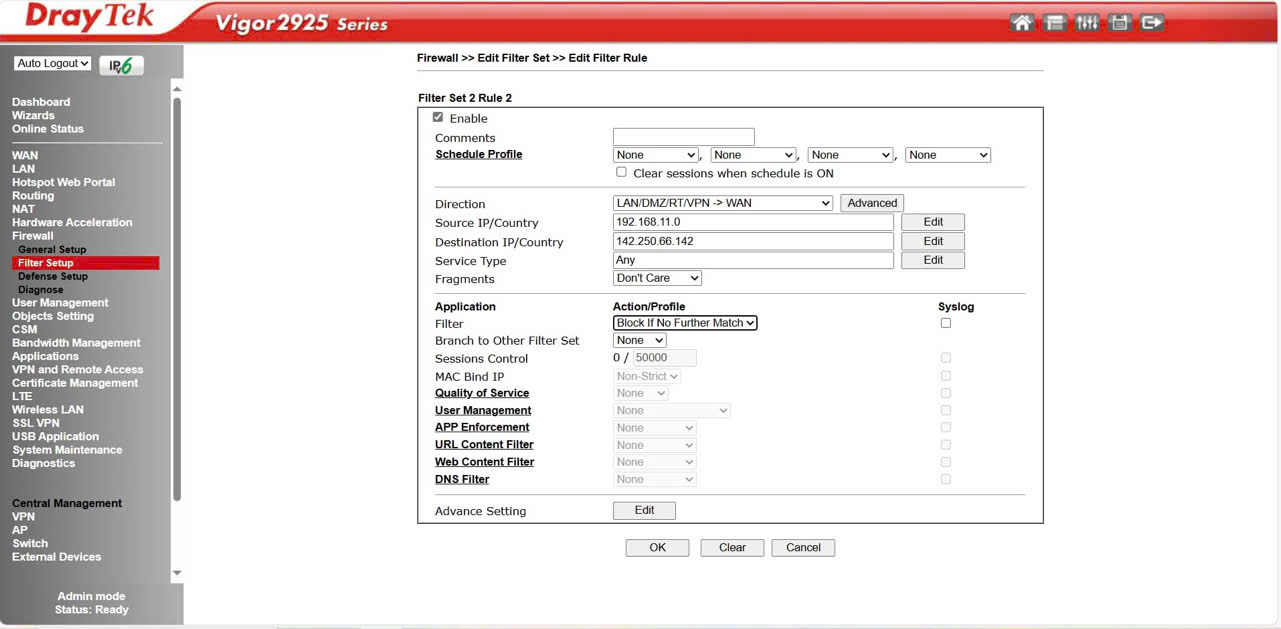 DrayTek Vigor2925 Series
Auto Logout IPv6
Firewall >> Edit Filter Set >> Edit Filter Rule
Dashboard
Wizards
Online Status
WAN
LAN
Hotspot Web Portal
Routing
NAT
Hardware Acceleration
Firewall
General Setup
Filter Setup
Defense Setup
Diagnose
User Management
Objects Setting
CSM
Bandwidth Management
Applications
VPN and Remote Access
Certificate Management
LTE
Wireless LAN
SSL VPN
USB Application
System Maintenance
Diagnostics
Central Management
VPN
AP
Switch
External Devices
Admin mode
Status: Ready
Filter Set 2 Rule 2
Enable
Comments
Schedule Profile None , None , None , None
Clear sessions when schedule is ON
Direction LAN/DMZ/RT/VPN -> WAN Advanced
Source IP/Country 192.168.11.0 Edit
Destination IP/Country 142.250.66.142 Edit
Service Type Any Edit
Fragments Don't Care
Application Action/Profile Syslog
Filter Block If No Further Match
Branch to Other Filter Set None
Sessions Control 0 / 50000
MAC Bind IP Non-Strict
Quality of Service None
User Management None
APP Enforcement None
URL Content Filter None
Web Content Filter None
DNS Filter None
Advance Setting Edit
OK Clear Cancel